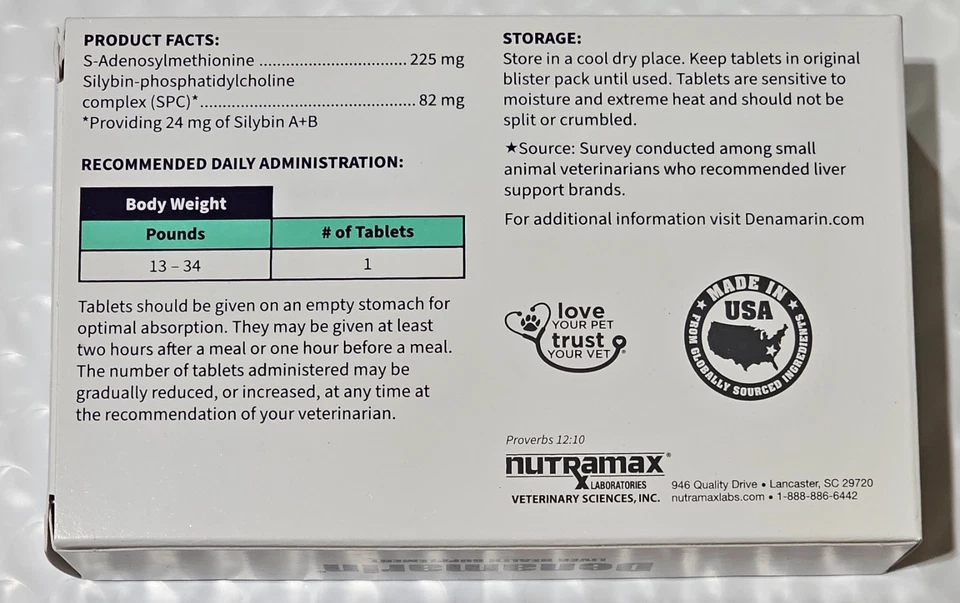 PRODUCT FACTS:
S-Adenosylmethionine ................................. 225 mg
Silybin-phosphatidylcholine
complex (SPC)*................................................ 82 mg
*Providing 24 mg of Silybin A+B
RECOMMENDED DAILY ADMINISTRATION:
Body Weight
Pounds # of Tablets
13 – 34 1
Tablets should be given on an empty stomach for
optimal absorption. They may be given at least
two hours after a meal or one hour before a meal.
The number of tablets administered may be
gradually reduced, or increased, at any time at
the recommendation of your veterinarian.
STORAGE:
Store in a cool dry place. Keep tablets in original
blister pack until used. Tablets are sensitive to
moisture and extreme heat and should not be
split or crumbled.
★Source: Survey conducted among small
animal veterinarians who recommended liver
support brands.
For additional information visit Denamarin.com
love
YOUR PET
trust
YOUR VET®
MADE IN
USA
FROM GLOBALLY SOURCED INGREDIENTS
Proverbs 12:10
nutramax®
LABORATORIES
VETERINARY SCIENCES, INC.
946 Quality Drive • Lancaster, SC 29720
nutramaxlabs.com • 1-888-886-6442
Denamarin